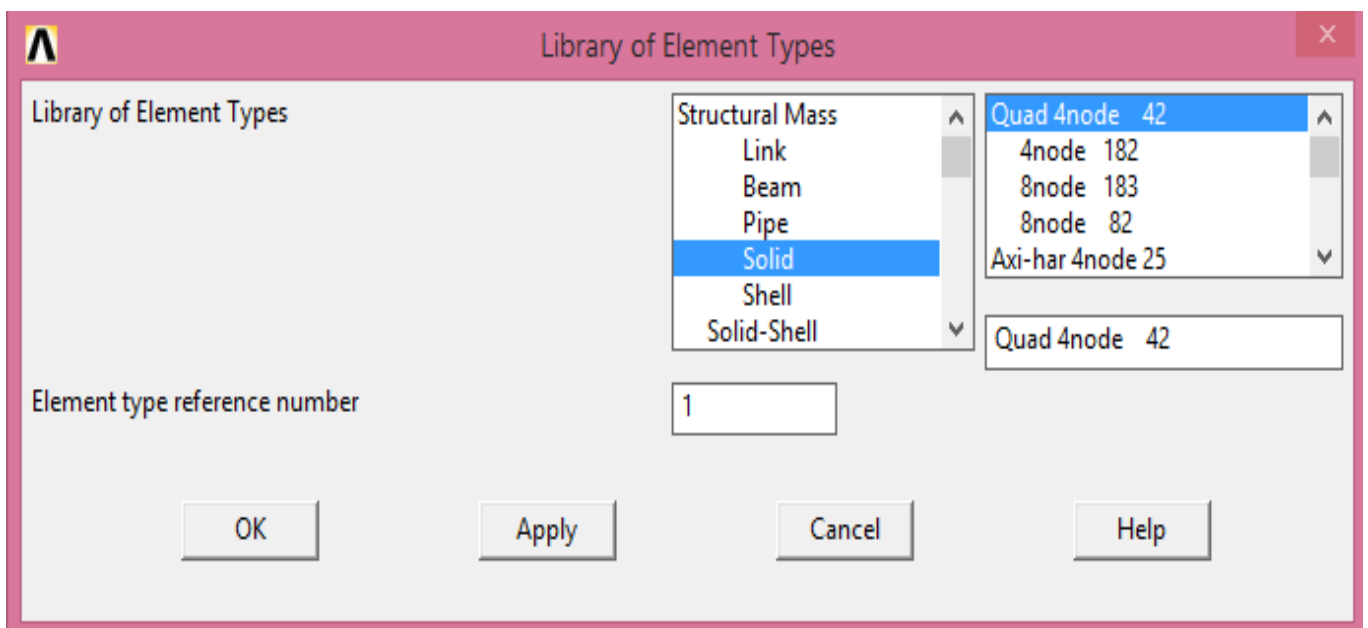 Library of Element Types
X
Library of Element Types
Structural Mass
Link
Beam
Pipe
Solid
Shell
Solid-Shell
Quad 4node 42
4node 182
8node 183
8node 82
Axi-har 4node 25
Quad 4node 42
Element type reference number
1
OK
Apply
Cancel
Help